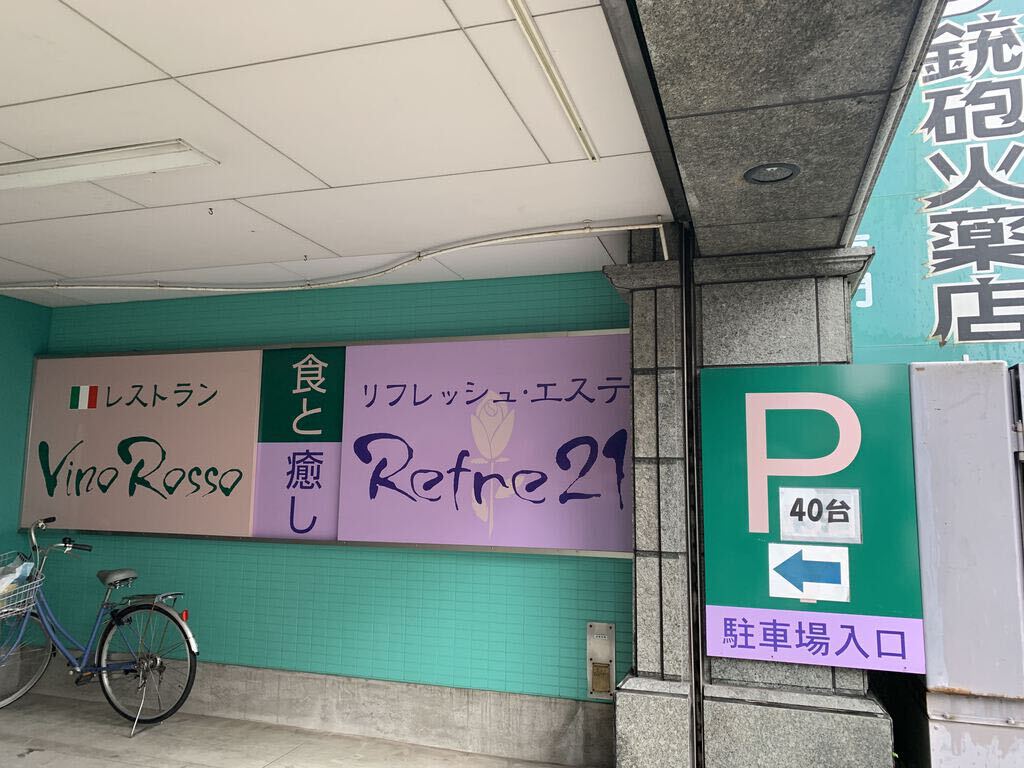 レストラン
Vino Rosso
食と
癒し
リフレッシュ・エステ
Refre21
P
40台
駐車場入口
銃砲火薬店